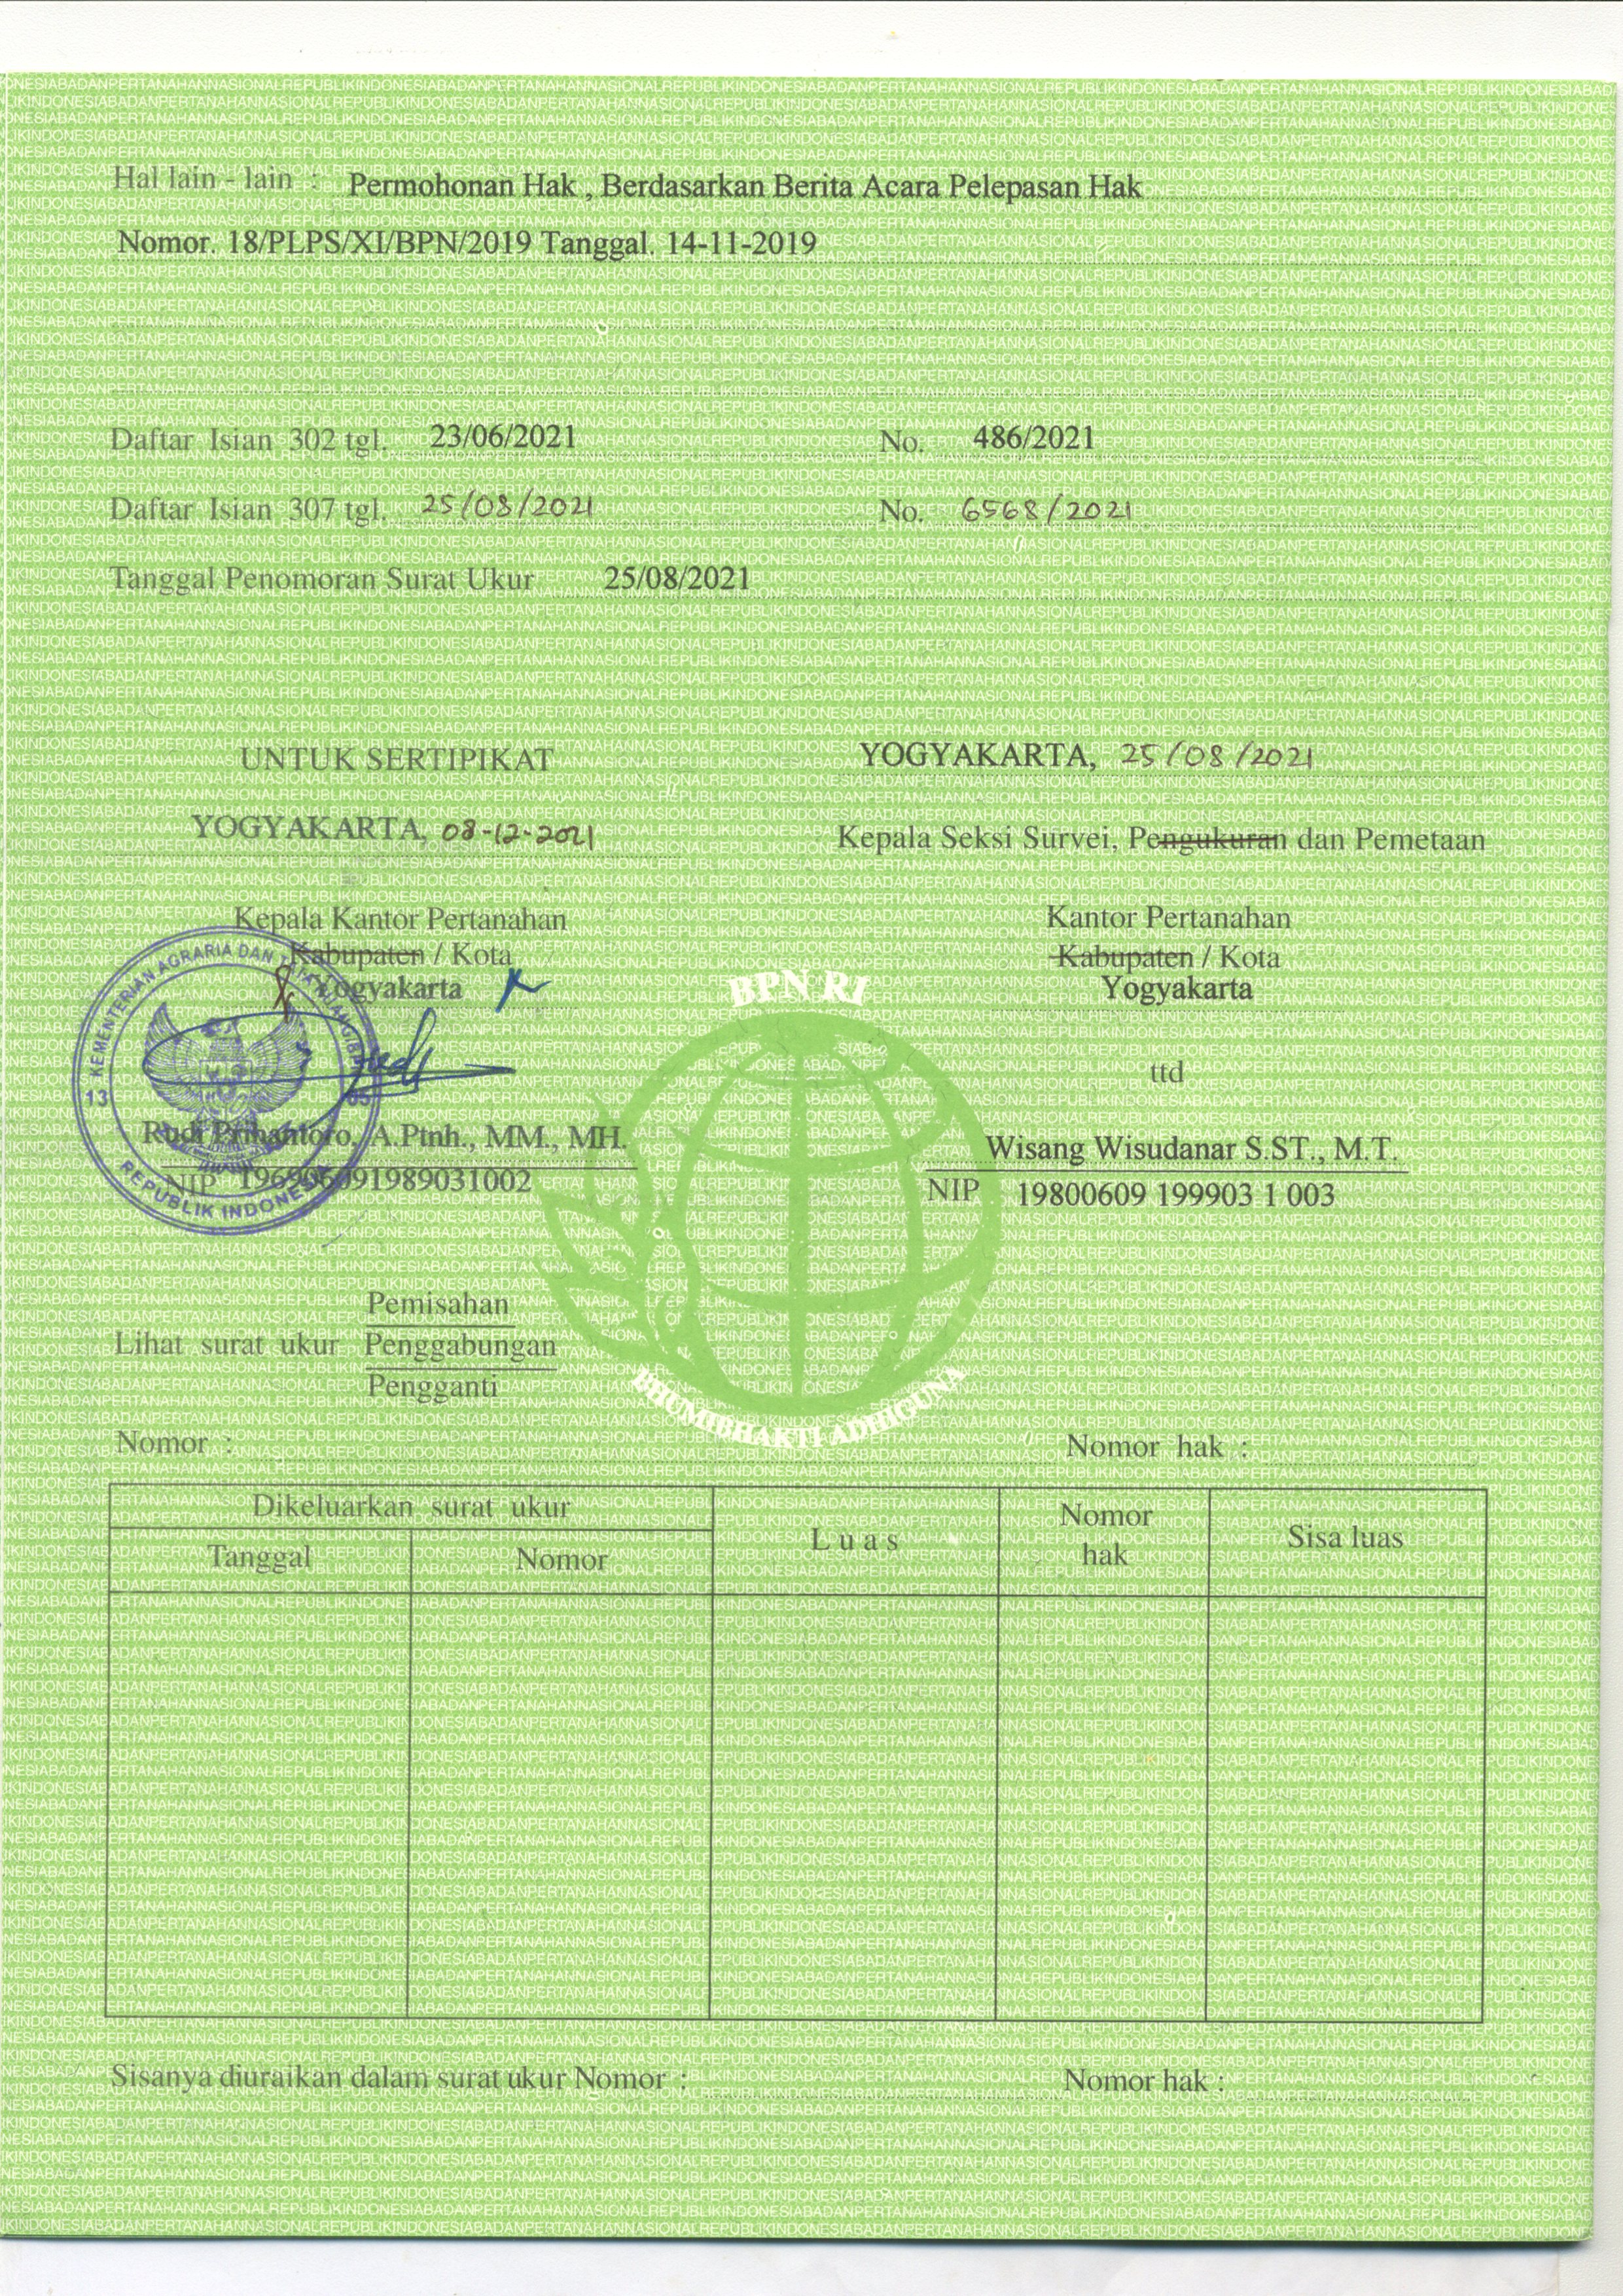 Hal lain - lain : Permohonan Hak , Berdasarkan Berita Acara Pelepasan Hak
Nomor. 18/PLPS/XI/BPN/2019 Tanggal. 14-11-2019
Daftar Isian 302 tgl. 23/06/2021 No. 486/2021
Daftar Isian 307 tgl. 25/08/2021 No. 6568/2021
Tanggal Penomoran Surat Ukur 25/08/2021
UNTUK SERTIPIKAT
YOGYAKARTA, 08-12-2021
Kepala Kantor Pertanahan
Kabupaten / Kota
Yogyakarta
KEMENTERIAN AGRARIA DAN TATA RUANG/B
13
05
REPUBLIK INDONESIA
Rudi Prihantoro, A.Ptnh., MM., MH.
NIP 196906091989031002
YOGYAKARTA, 25/08/2021
Kepala Seksi Survei, Pengukuran dan Pemetaan
Kantor Pertanahan
Kabupaten / Kota
Yogyakarta
ttd
Wisang Wisudanar S.ST., M.T.
NIP 19800609 199903 1 003
BPN RI
BHUMIBHAKTI ADHIGUNA
Pemisahan
Lihat surat ukur Penggabungan
Pengganti
Nomor : Nomor hak :
Dikeluarkan surat ukur
Tanggal Nomor Luas Nomor hak Sisa luas
Sisanya diuraikan dalam surat ukur Nomor : Nomor hak :